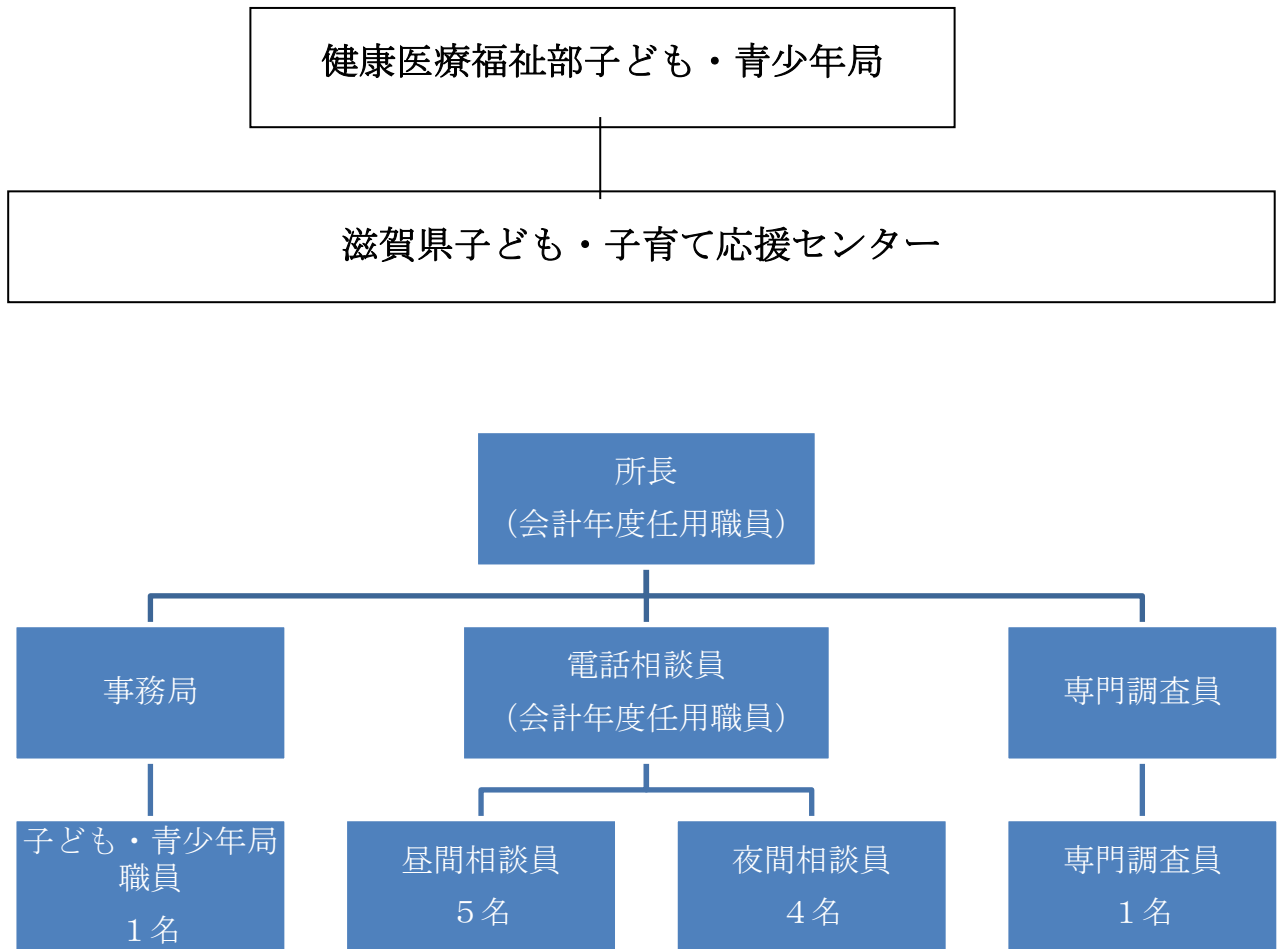 健康医療福祉部子ども・青少年局
滋賀県子ども・子育て応援センター
所長
（会計年度任用職員）
事務局
電話相談員
（会計年度任用職員）
専門調査員
子ども・青少年局
職員
１名
昼間相談員
５名
夜間相談員
４名
専門調査員
１名